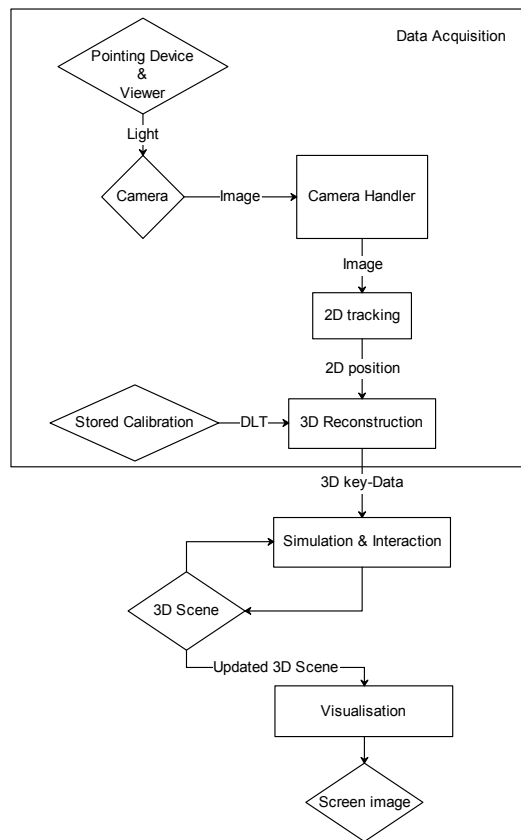 Data Acquisition
Pointing Device
&
Viewer
Light
Camera
Image
Camera Handler
Image
2D tracking
2D position
Stored Calibration
DLT
3D Reconstruction
3D key-Data
Simulation & Interaction
3D Scene
Updated 3D Scene
Visualisation
Screen image